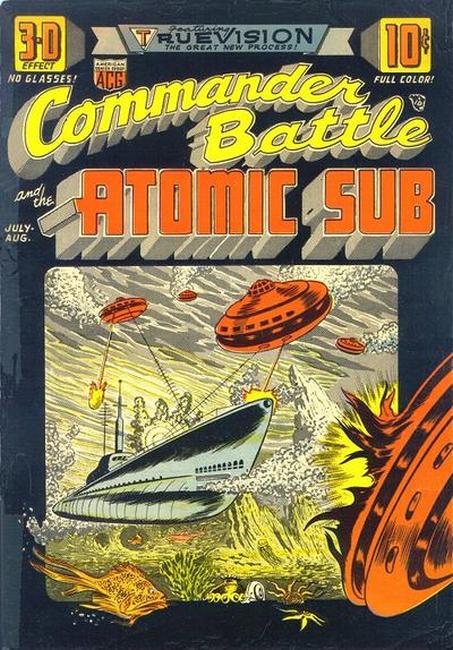 3-D
EFFECT
NO GLASSES!
Featuring
TRUEVISION
THE GREAT NEW PROCESS!
10¢
FULL COLOR!
AMERICAN
COMICS GROUP
ACG
Commander
Battle
and the
ATOMIC SUB
JULY-
AUG.